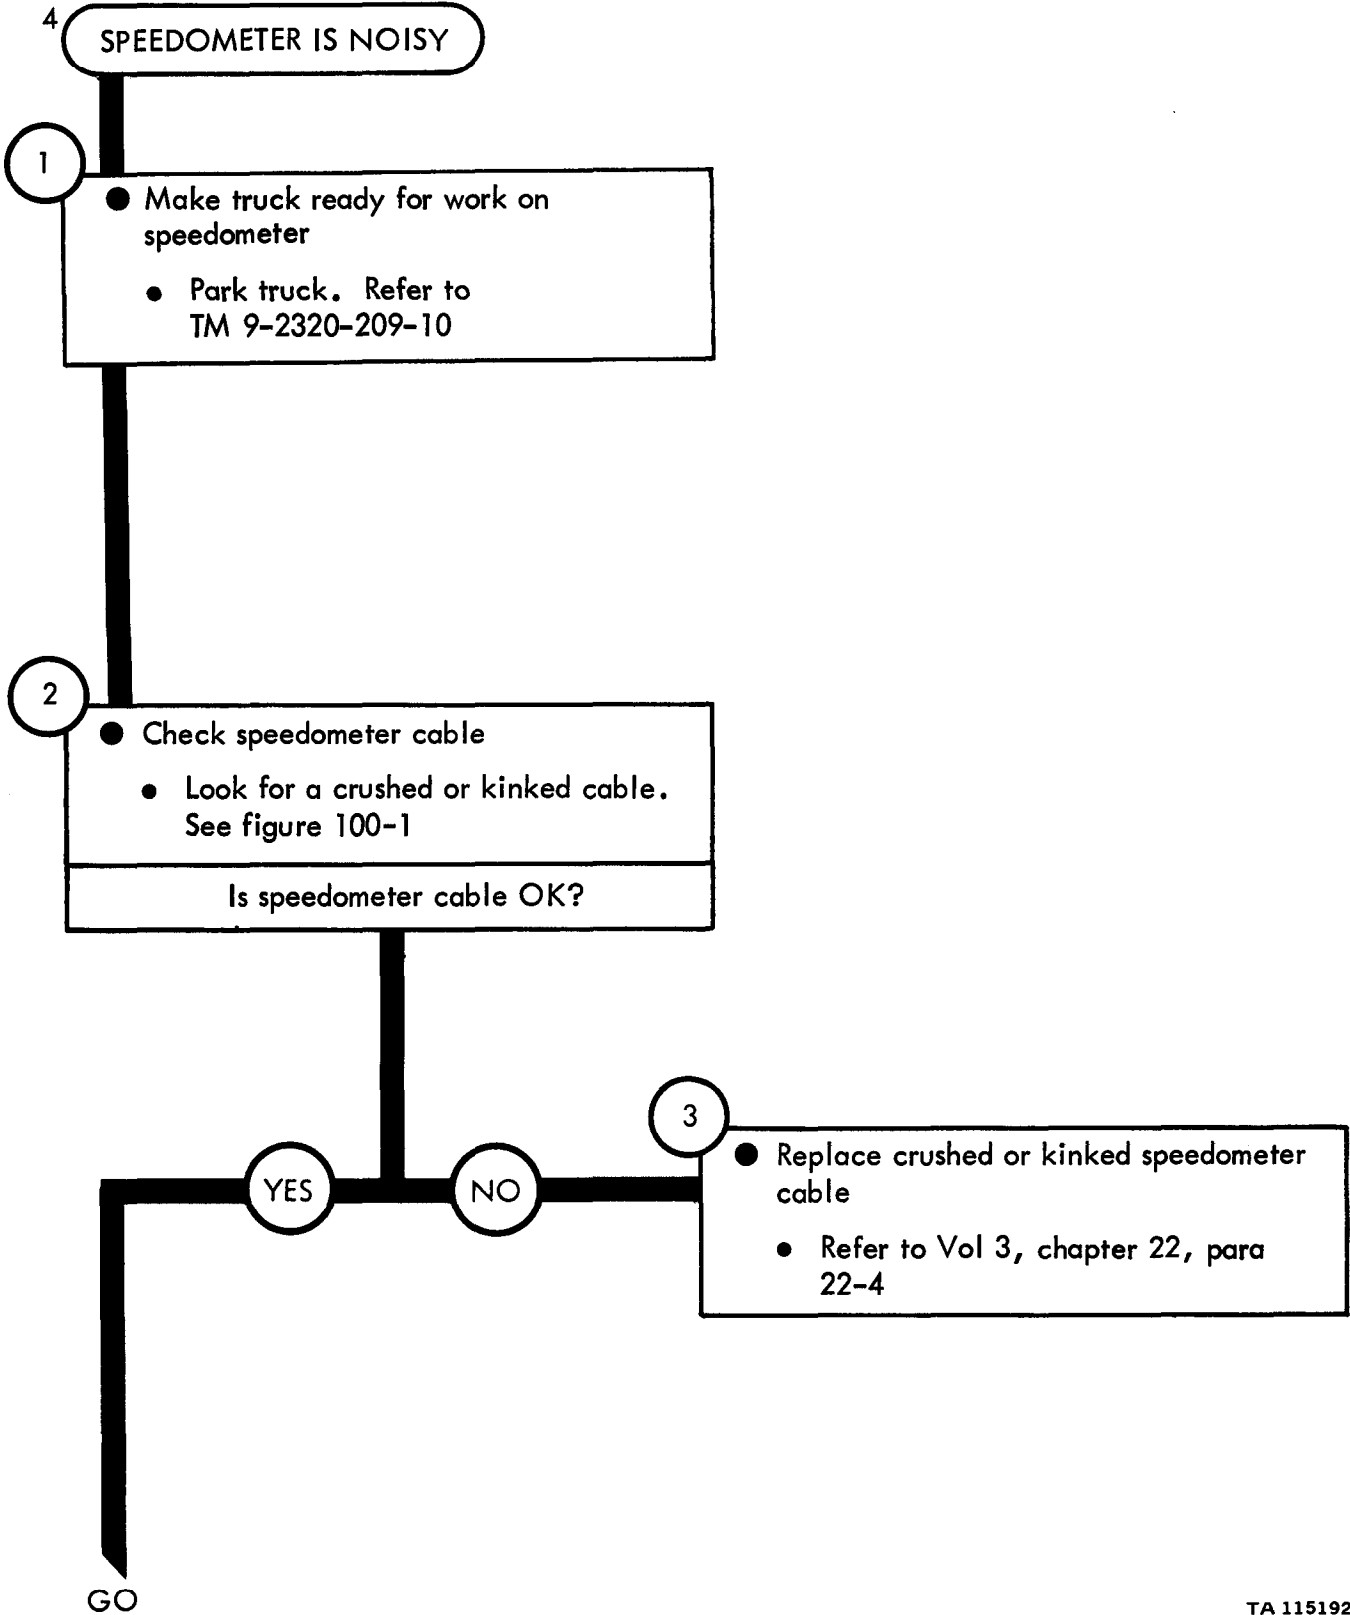 4
SPEEDOMETER IS NOISY
1
● Make truck ready for work on
speedometer
● Park truck. Refer to
TM 9-2320-209-10
2
● Check speedometer cable
● Look for a crushed or kinked cable.
See figure 100-1
Is speedometer cable OK?
YES
NO
3
● Replace crushed or kinked speedometer
cable
● Refer to Vol 3, chapter 22, para
22-4
GO
TA 115192